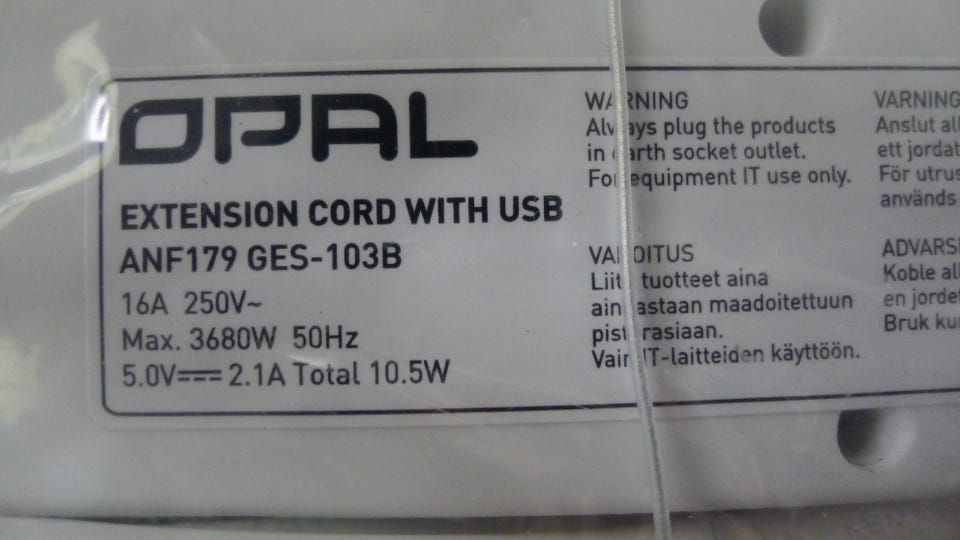 OPAL
EXTENSION CORD WITH USB
ANF179 GES-103B
16A 250V~
Max. 3680W 50Hz
5.0V⎓2.1A Total 10.5W
WARNING
Always plug the products
in earth socket outlet.
For equipment IT use only.
VAROITUS
Liitä tuotteet aina
ainoastaan maadoitettuun
pistorasiaan.
Vain IT-laitteiden käyttöön.
VARNING
Anslut
ett
För
används
Koble
en
Bruk